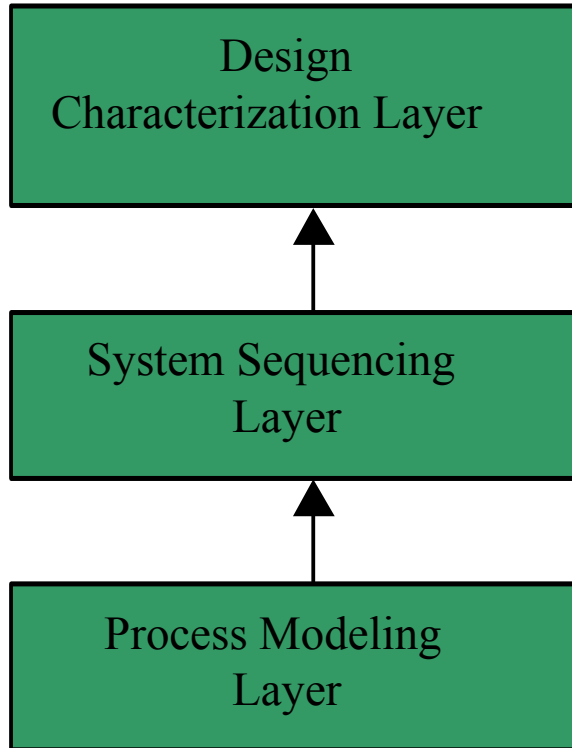 Design
Characterization Layer
System Sequencing
Layer
Process Modeling
Layer